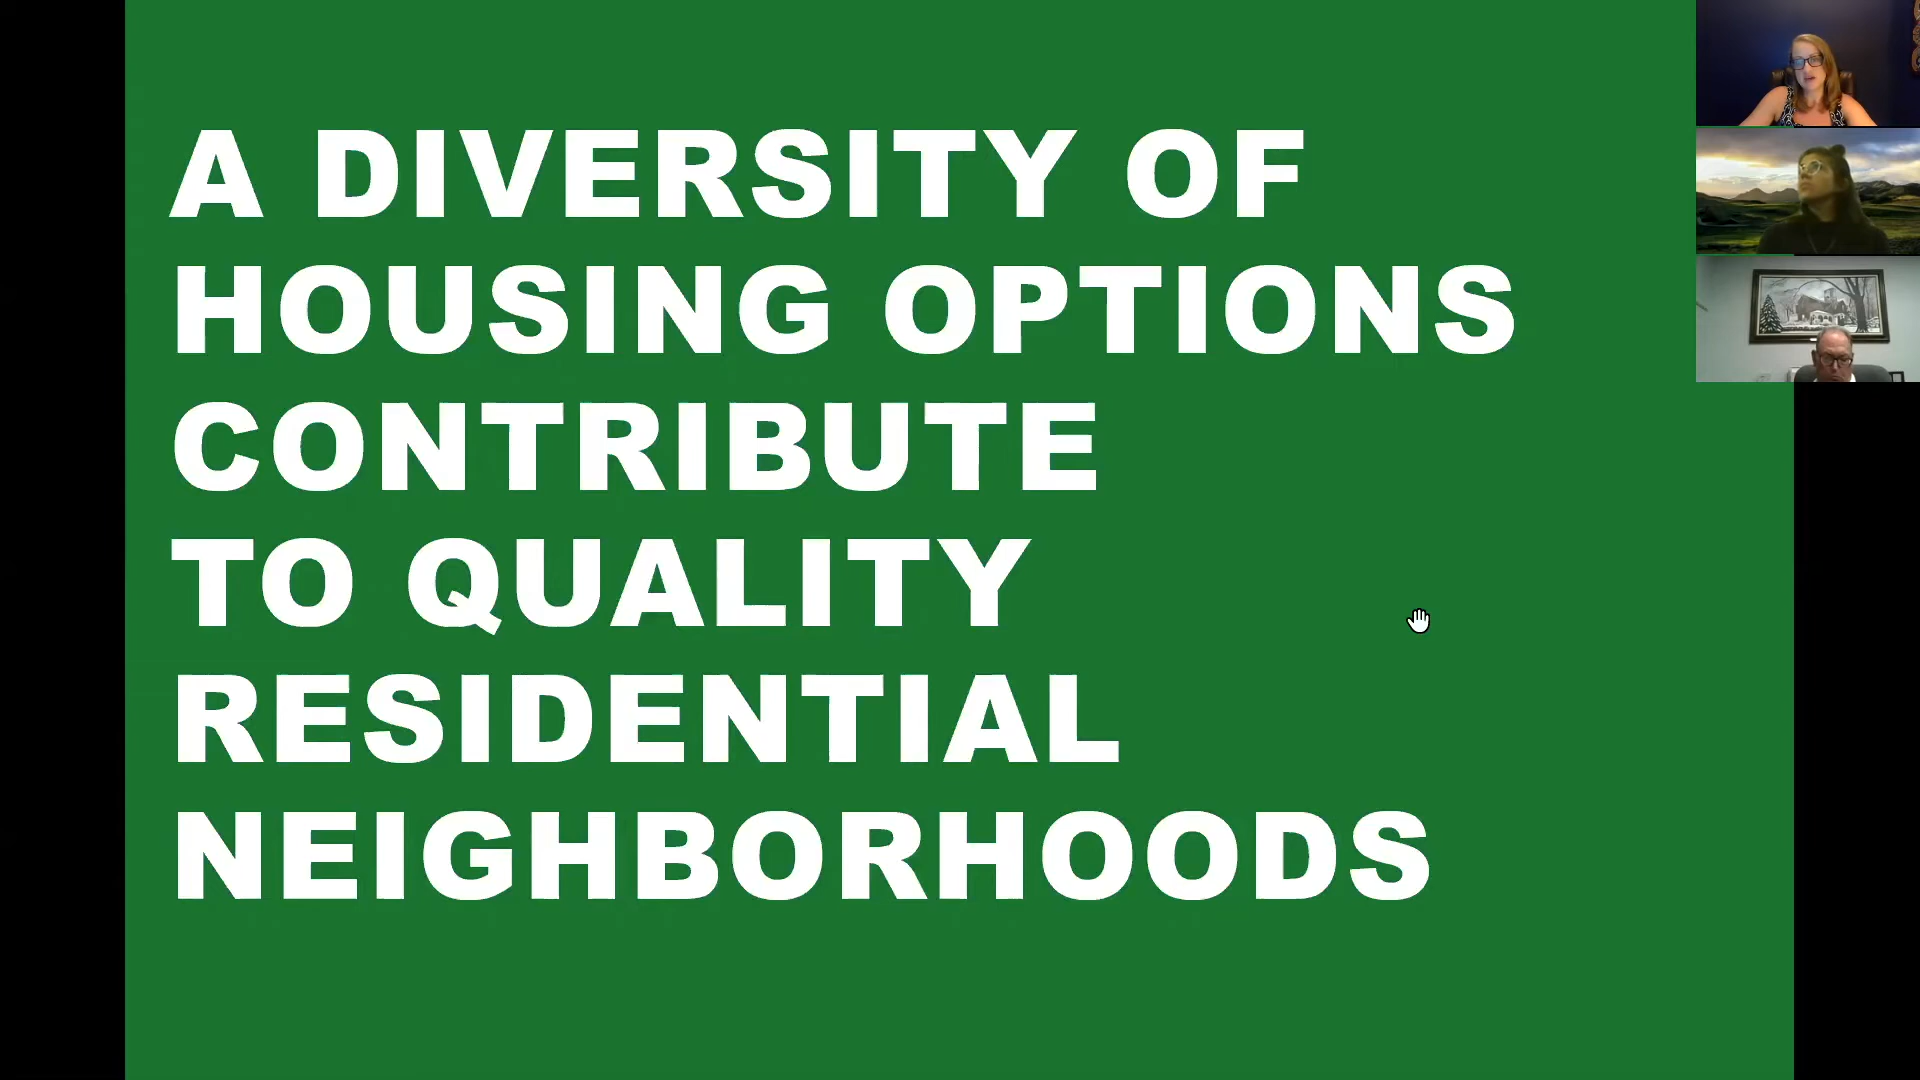 A DIVERSITY OF
HOUSING OPTIONS
CONTRIBUTE
TO QUALITY
RESIDENTIAL
NEIGHBORHOODS